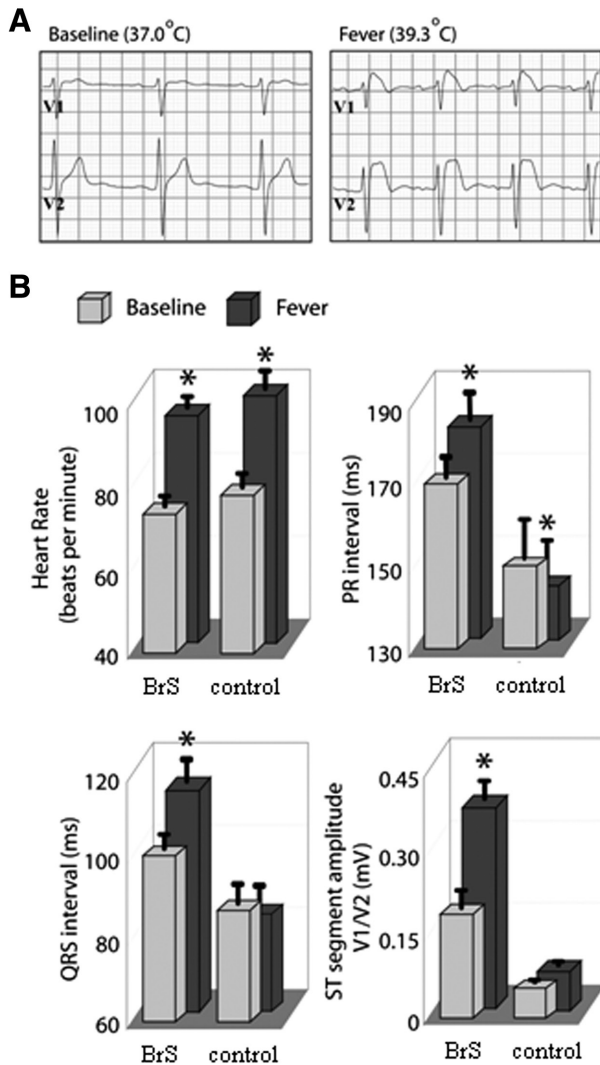 A
Baseline (37.0°C)
Fever (39.3°C)
V1
V2
V1
V2
B
Baseline
Fever
Heart Rate
(beats per minute)
100
80
60
40
*
*
BrS
control
PR interval (ms)
190
170
150
130
*
*
BrS
control
QRS interval (ms)
120
100
80
60
*
BrS
control
ST segment amplitude
V1/V2 (mV)
0.45
0.30
0.15
0
*
BrS
control